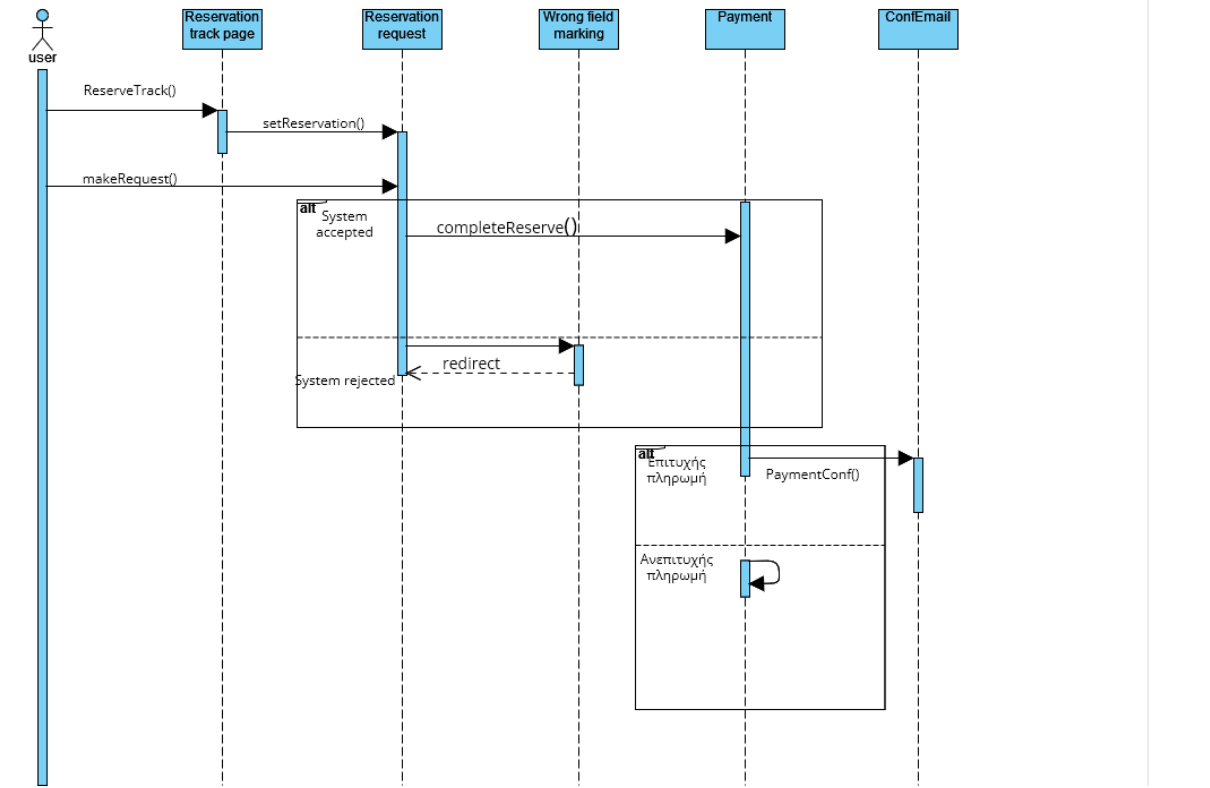 Reservation
track page
Reservation
request
Wrong field
marking
Payment
ConfEmail
user
ReserveTrack()
setReservation()
makeRequest()
alt
System
accepted
completeReserve()
redirect
System rejected
alt
Επιτυχής
πληρωμή
PaymentConf()
Ανεπιτυχής
πληρωμή